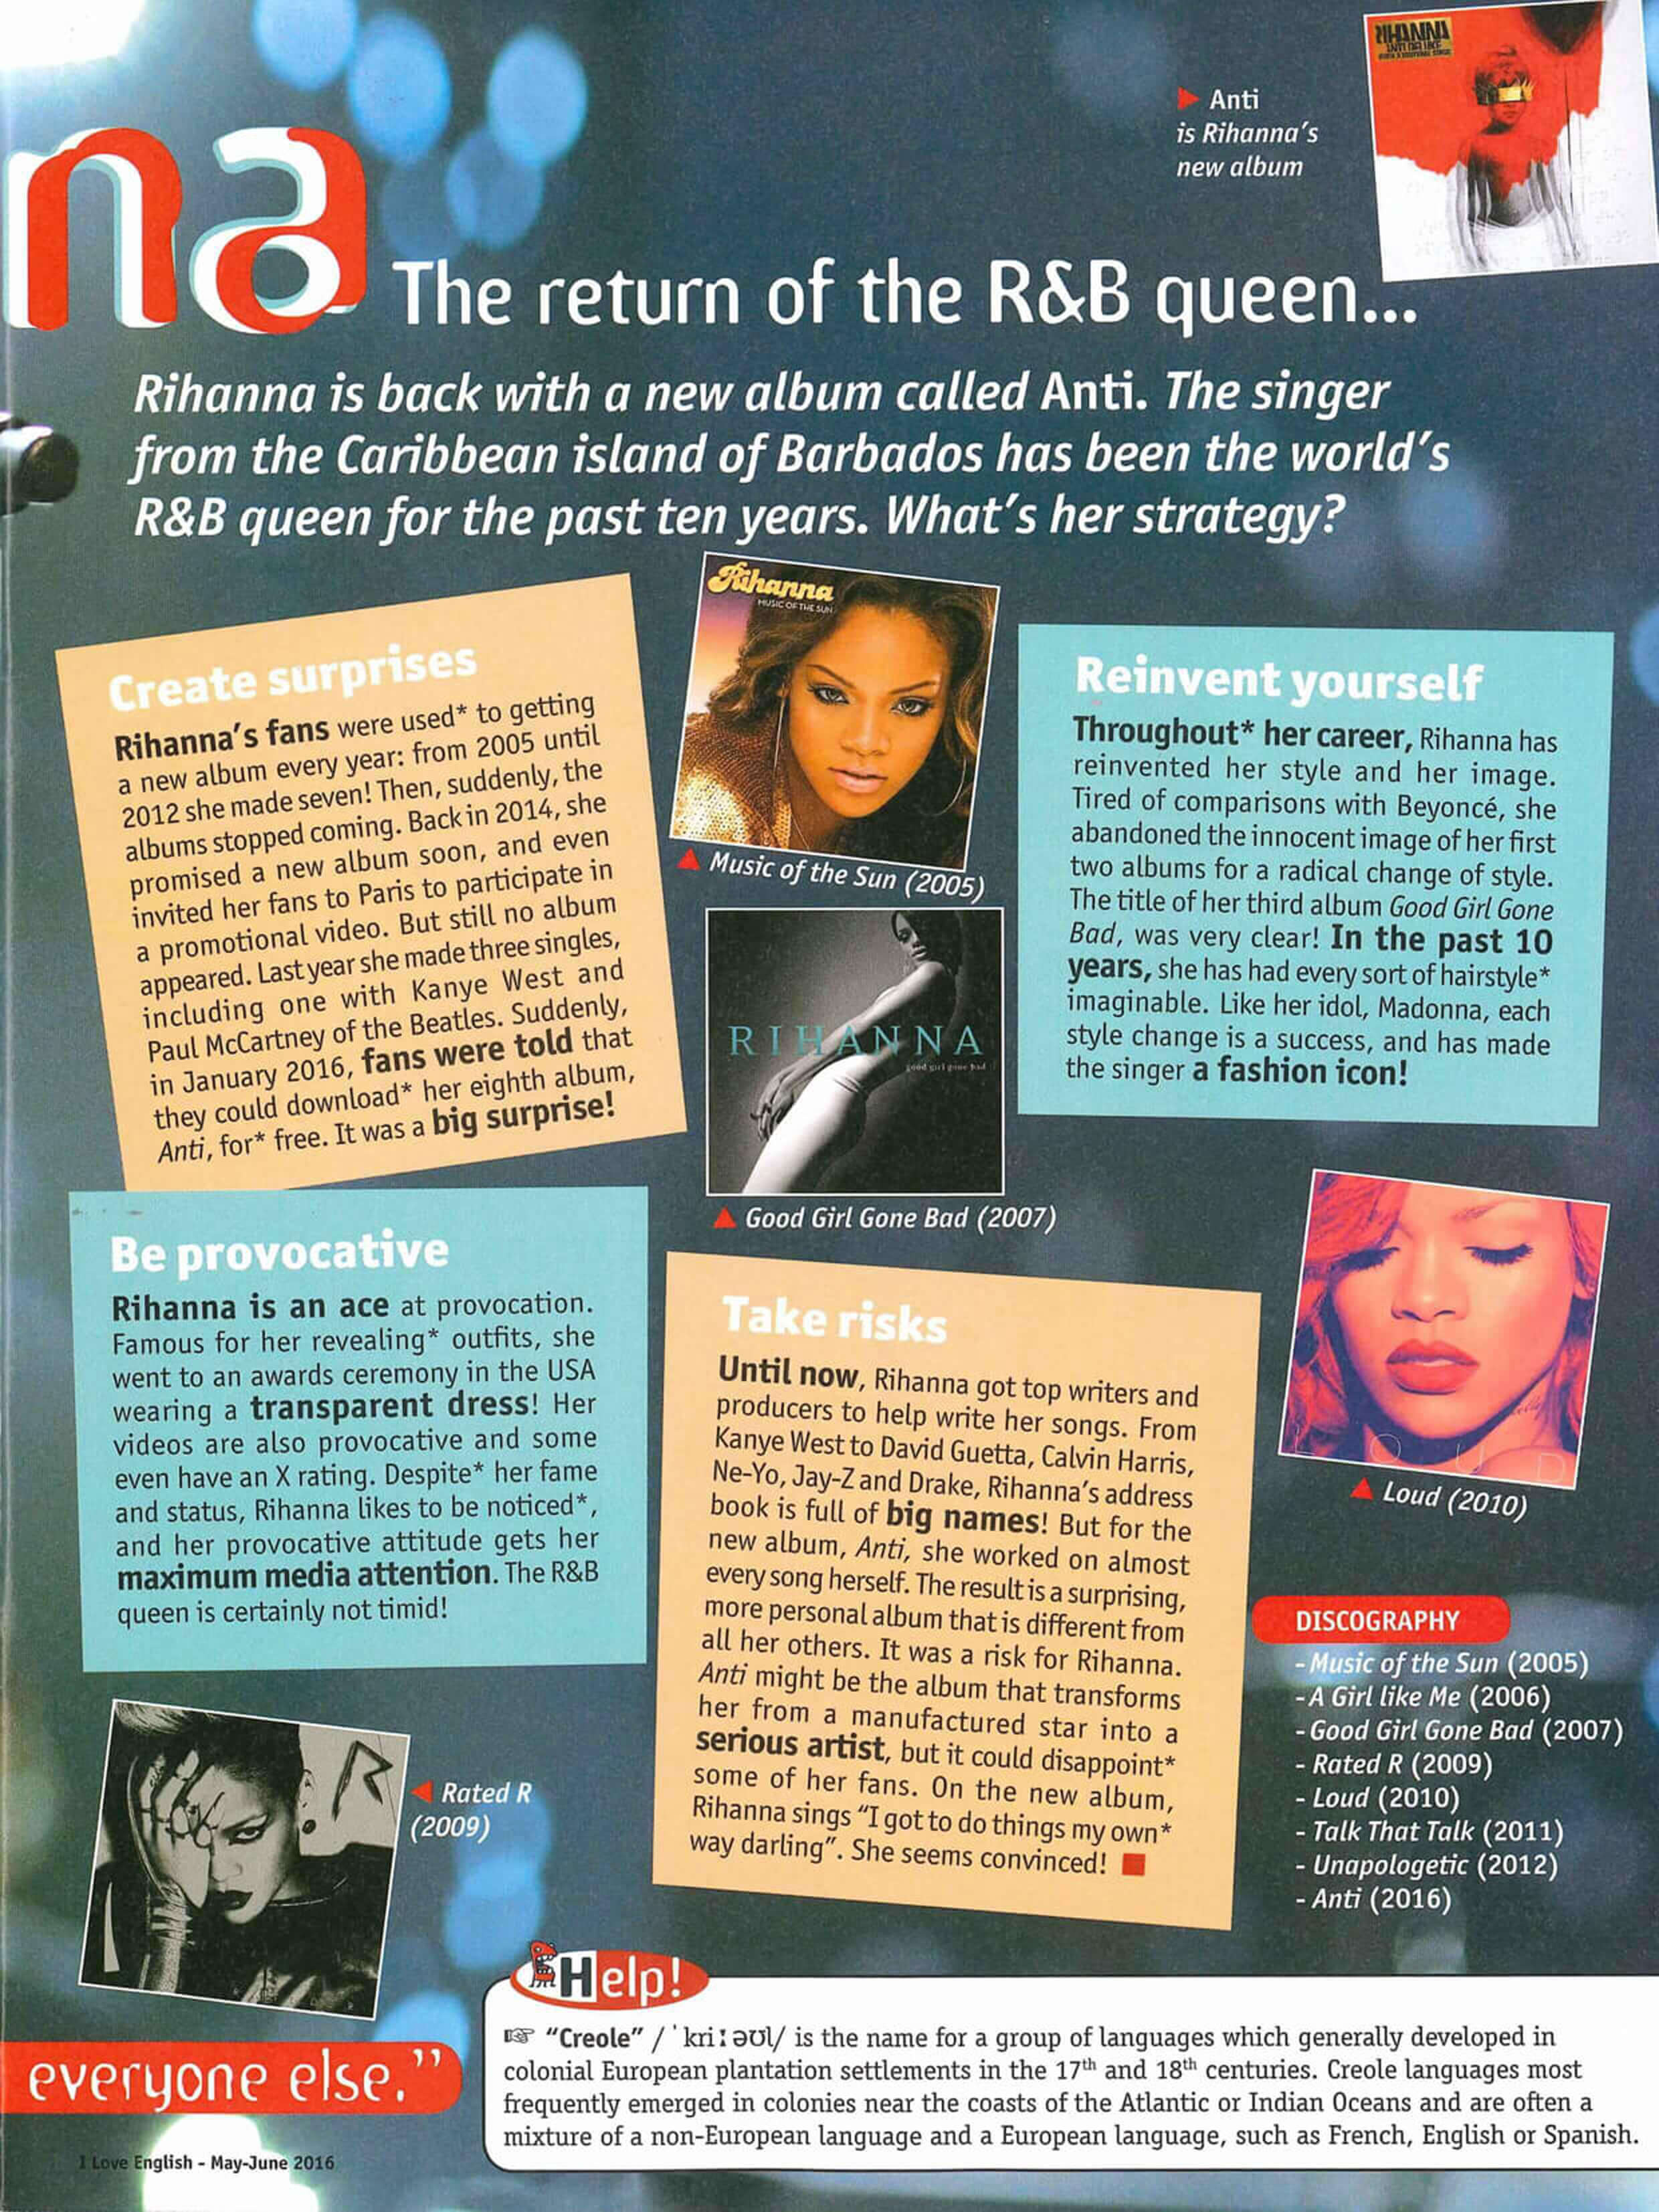 na
▶ Anti
is Rihanna's
new album
RIHANNA
The return of the R&B queen...
Rihanna is back with a new album called Anti. The singer
from the Caribbean island of Barbados has been the world's
R&B queen for the past ten years. What's her strategy?
Create surprises
Rihanna's fans were used* to getting
a new album every year: from 2005 until
2012 she made seven! Then, suddenly, the
albums stopped coming. Back in 2014, she
promised a new album soon, and even
invited her fans to Paris to participate in
a promotional video. But still no album
appeared. Last year she made three singles,
including one with Kanye West and
Paul McCartney of the Beatles. Suddenly,
in January 2016, fans were told that
they could download* her eighth album,
Anti, for* free. It was a big surprise!
Rihanna
MUSIC OF THE SUN
▲ Music of the Sun (2005)
RIHANNA
good girl gone bad
▲ Good Girl Gone Bad (2007)
Reinvent yourself
Throughout* her career, Rihanna has
reinvented her style and her image.
Tired of comparisons with Beyoncé, she
abandoned the innocent image of her first
two albums for a radical change of style.
The title of her third album Good Girl Gone
Bad, was very clear! In the past 10
years, she has had every sort of hairstyle*
imaginable. Like her idol, Madonna, each
style change is a success, and has made
the singer a fashion icon!
Be provocative
Rihanna is an ace at provocation.
Famous for her revealing* outfits, she
went to an awards ceremony in the USA
wearing a transparent dress! Her
videos are also provocative and some
even have an X rating. Despite* her fame
and status, Rihanna likes to be noticed*,
and her provocative attitude gets her
maximum media attention. The R&B
queen is certainly not timid!
Take risks
Until now, Rihanna got top writers and
producers to help write her songs. From
Kanye West to David Guetta, Calvin Harris,
Ne-Yo, Jay-Z and Drake, Rihanna's address
book is full of big names! But for the
new album, Anti, she worked on almost
every song herself. The result is a surprising,
more personal album that is different from
all her others. It was a risk for Rihanna.
Anti might be the album that transforms
her from a manufactured star into a
serious artist, but it could disappoint*
some of her fans. On the new album,
Rihanna sings "I got to do things my own*
way darling". She seems convinced!
LOUD
▲ Loud (2010)
R
◀ Rated R
(2009)
DISCOGRAPHY
- Music of the Sun (2005)
- A Girl like Me (2006)
- Good Girl Gone Bad (2007)
- Rated R (2009)
- Loud (2010)
- Talk That Talk (2011)
- Unapologetic (2012)
- Anti (2016)
Help!
☞ "Creole" /ˈkriːəʊl/ is the name for a group of languages which generally developed in
colonial European plantation settlements in the 17th and 18th centuries. Creole languages most
frequently emerged in colonies near the coasts of the Atlantic or Indian Oceans and are often a
mixture of a non-European language and a European language, such as French, English or Spanish.
everyone else."
I Love English - May-June 2016